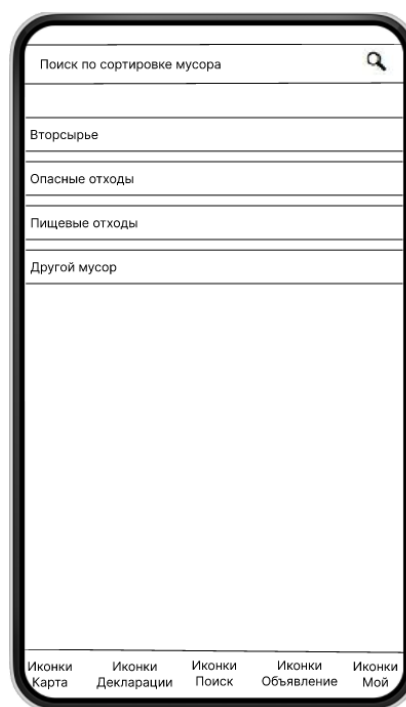 Поиск по сортировке мусора
Вторсырье
Опасные отходы
Пищевые отходы
Другой мусор
Иконки Иконки Иконки Иконки Иконки
Карта Декларации Поиск Объявление Мой